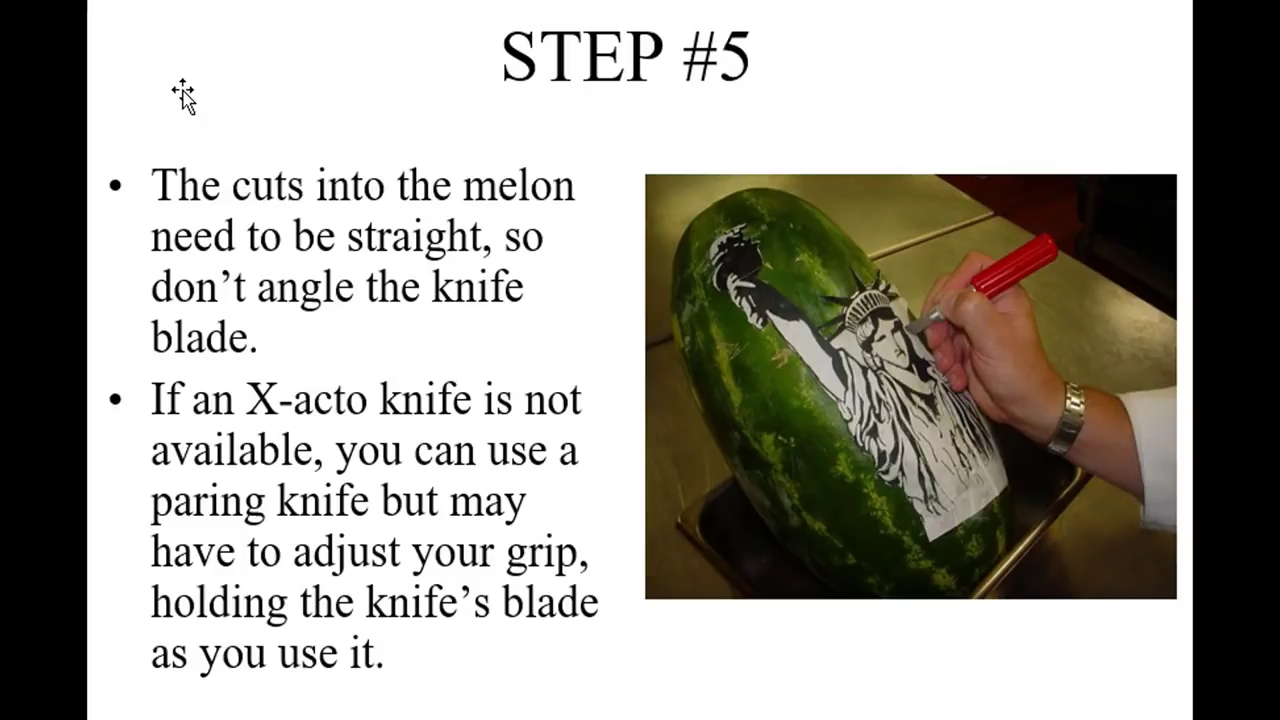 STEP #5
• The cuts into the melon
need to be straight, so
don’t angle the knife
blade.
• If an X-acto knife is not
available, you can use a
paring knife but may
have to adjust your grip,
holding the knife’s blade
as you use it.